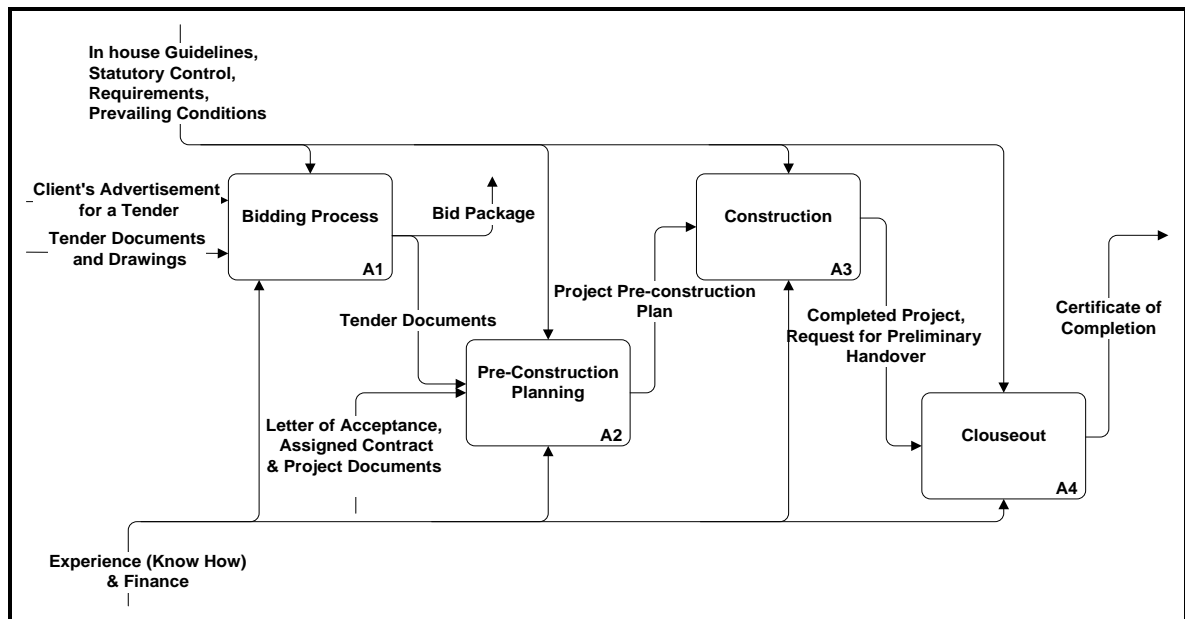 In house Guidelines,
Statutory Control,
Requirements,
Prevailing Conditions
Client's Advertisement
for a Tender
Tender Documents
and Drawings
Bidding Process
A1
Bid Package
Tender Documents
Letter of Acceptance,
Assigned Contract
& Project Documents
Pre-Construction
Planning
A2
Project Pre-construction
Plan
Construction
A3
Completed Project,
Request for Preliminary
Handover
Clouseout
A4
Certificate of
Completion
Experience (Know How)
& Finance